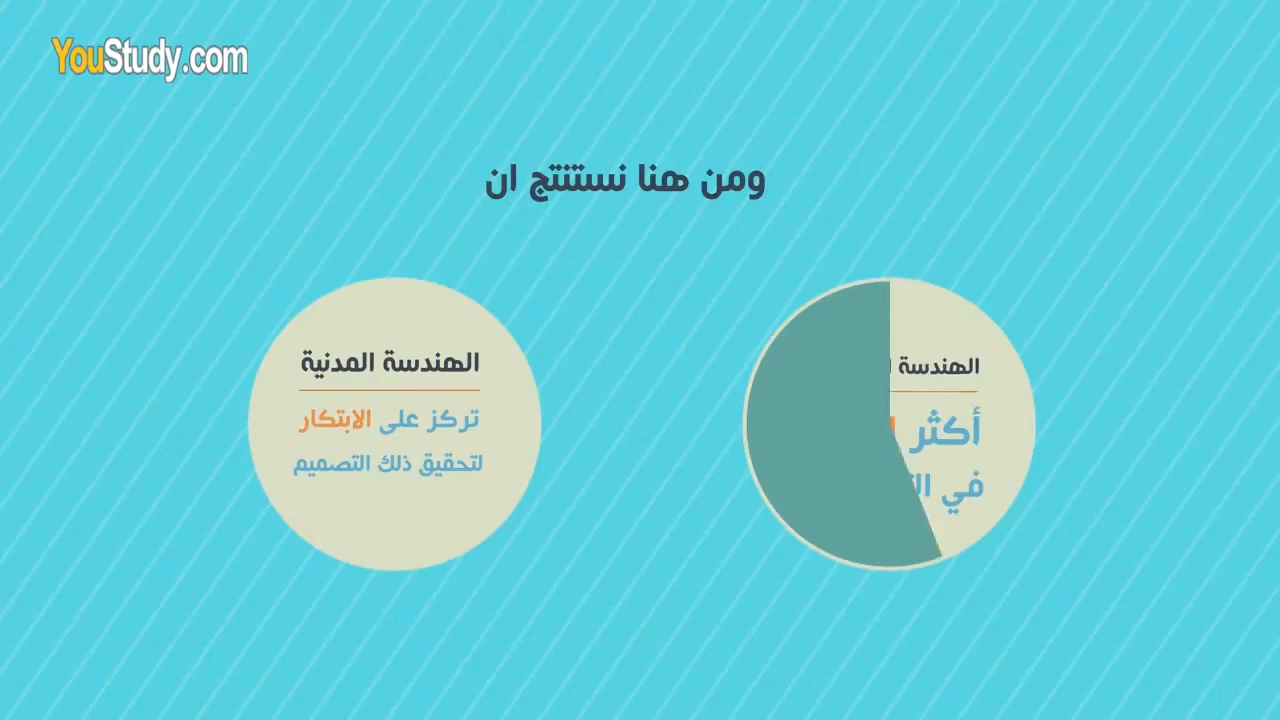 YouStudy.com
ومن هنا نستنتج ان
الهندسة
أكثر
في
الهندسة المدنية
تركز على الابتكار
لتحقيق ذلك التصميم